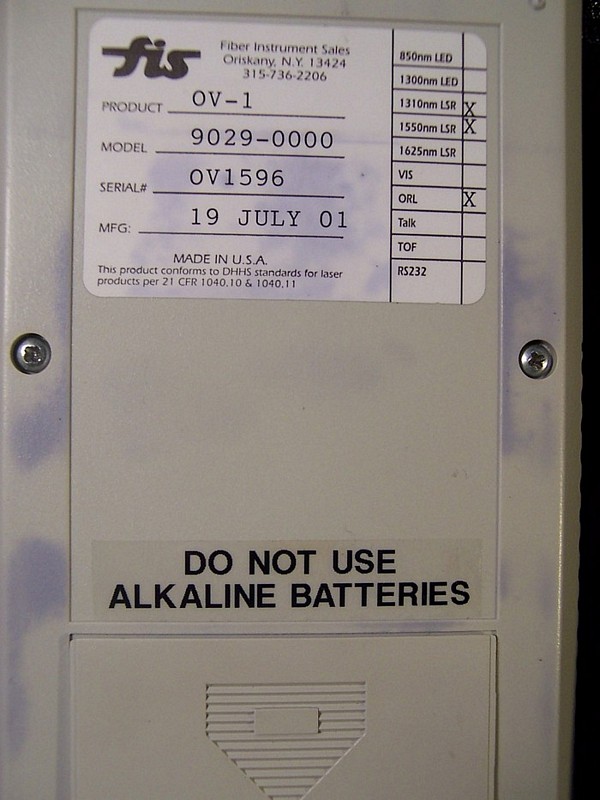 fis
Fiber Instrument Sales
Oriskany, N.Y. 13424
315-736-2206
PRODUCT OV-1
MODEL 9029-0000
SERIAL# OV1596
MFG: 19 JULY 01
MADE IN U.S.A.
This product conforms to DHHS standards for laser
products per 21 CFR 1040.10 & 1040.11
850nm LED
1300nm LED
1310nm LSR X
1550nm LSR X
1625nm LSR
VIS
ORL X
Talk
TOF
RS232
DO NOT USE
ALKALINE BATTERIES